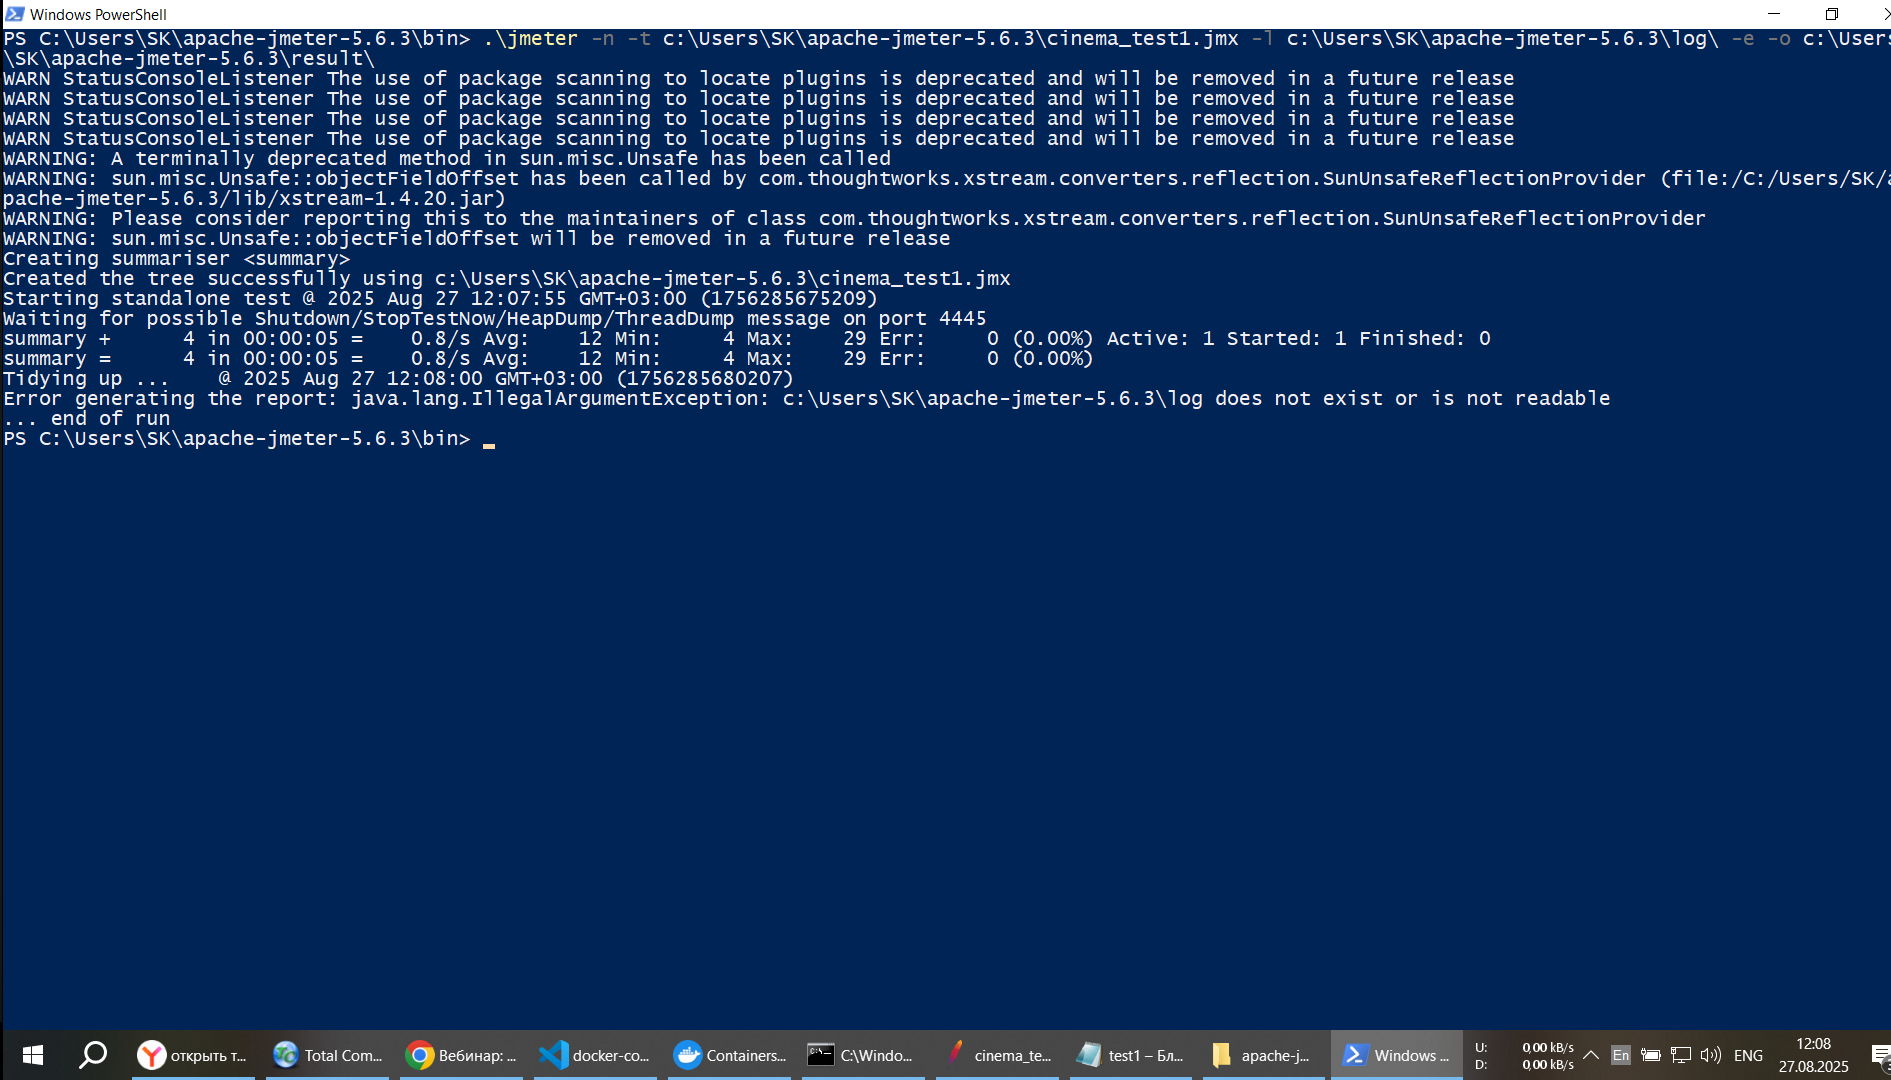 Windows PowerShell
PS C:\Users\SK\apache-jmeter-5.6.3\bin> .\jmeter -n -t c:\Users\SK\apache-jmeter-5.6.3\cinema_test1.jmx -l c:\Users\SK\apache-jmeter-5.6.3\log\ -e -o c:\Users
\SK\apache-jmeter-5.6.3\result\
WARN StatusConsoleListener The use of package scanning to locate plugins is deprecated and will be removed in a future release
WARN StatusConsoleListener The use of package scanning to locate plugins is deprecated and will be removed in a future release
WARN StatusConsoleListener The use of package scanning to locate plugins is deprecated and will be removed in a future release
WARN StatusConsoleListener The use of package scanning to locate plugins is deprecated and will be removed in a future release
WARNING: A terminally deprecated method in sun.misc.Unsafe has been called
WARNING: sun.misc.Unsafe::objectFieldOffset has been called by com.thoughtworks.xstream.converters.reflection.SunUnsafeReflectionProvider (file:/C:/Users/SK/a
pache-jmeter-5.6.3/lib/xstream-1.4.20.jar)
WARNING: Please consider reporting this to the maintainers of class com.thoughtworks.xstream.converters.reflection.SunUnsafeReflectionProvider
WARNING: sun.misc.Unsafe::objectFieldOffset will be removed in a future release
Creating summariser <summary>
Created the tree successfully using c:\Users\SK\apache-jmeter-5.6.3\cinema_test1.jmx
Starting standalone test @ 2025 Aug 27 12:07:55 GMT+03:00 (1756285675209)
Waiting for possible Shutdown/StopTestNow/HeapDump/ThreadDump message on port 4445
summary +      4 in 00:00:05 =    0.8/s Avg:    12 Min:     4 Max:    29 Err:     0 (0.00%) Active: 1 Started: 1 Finished: 0
summary =      4 in 00:00:05 =    0.8/s Avg:    12 Min:     4 Max:    29 Err:     0 (0.00%)
Tidying up ...    @ 2025 Aug 27 12:08:00 GMT+03:00 (1756285680207)
Error generating the report: java.lang.IllegalArgumentException: c:\Users\SK\apache-jmeter-5.6.3\log does not exist or is not readable
... end of run
PS C:\Users\SK\apache-jmeter-5.6.3\bin>
открыть т...
Total Com...
Вебинар: ...
docker-co...
Containers...
C:\Windo...
cinema_te...
test1 – Бл...
apache-j...
Windows ...
U: 0,00 kB/s
D: 0,00 kB/s
En
ENG
12:08
27.08.2025